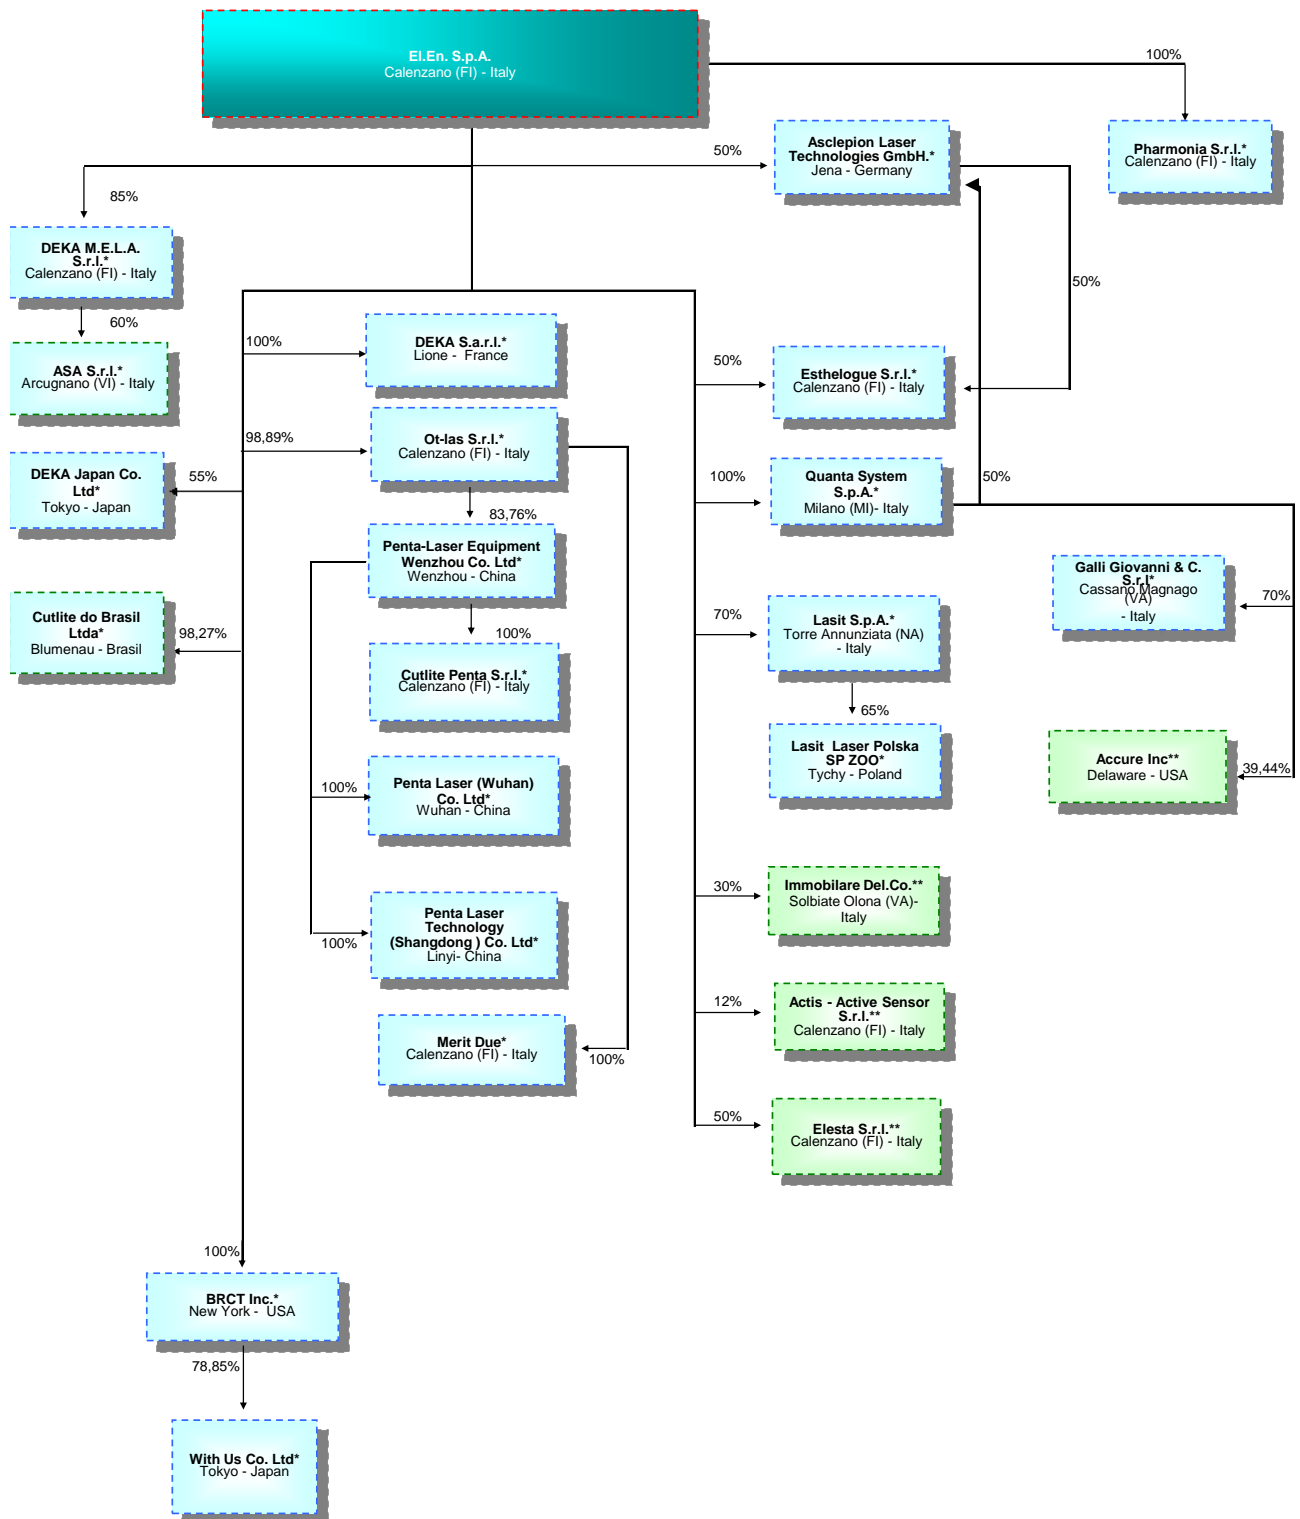 El.En. S.p.A.
Calenzano (FI) - Italy
100%
50%
Asclepion Laser
Technologies GmbH.*
Jena - Germany
Pharmonia S.r.l.*
Calenzano (FI) - Italy
85%
DEKA M.E.L.A.
S.r.l.*
Calenzano (FI) - Italy
50%
60%
ASA S.r.l.*
Arcugnano (VI) - Italy
100%
DEKA S.a.r.l.*
Lione - France
50%
Esthelogue S.r.l.*
Calenzano (FI) - Italy
98,89%
Ot-las S.r.l.*
Calenzano (FI) - Italy
DEKA Japan Co.
Ltd*
Tokyo - Japan
55%
100%
Quanta System
S.p.A.*
Milano (MI)- Italy
50%
83,76%
Penta-Laser Equipment
Wenzhou Co. Ltd*
Wenzhou - China
Galli Giovanni & C.
S.r.l*
Cassano Magnago
(VA)
- Italy
70%
Cutlite do Brasil
Ltda*
Blumenau - Brasil
98,27%
100%
Cutlite Penta S.r.l.*
Calenzano (FI) - Italy
70%
Lasit S.p.A.*
Torre Annunziata (NA)
- Italy
65%
Lasit Laser Polska
SP ZOO*
Tychy - Poland
Accure Inc**
Delaware - USA
39,44%
100%
Penta Laser (Wuhan)
Co. Ltd*
Wuhan - China
30%
Immobilare Del.Co.**
Solbiate Olona (VA)-
Italy
100%
Penta Laser
Technology
(Shangdong ) Co. Ltd*
Linyi- China
12%
Actis - Active Sensor
S.r.l.**
Calenzano (FI) - Italy
Merit Due*
Calenzano (FI) - Italy
100%
50%
Elesta S.r.l.**
Calenzano (FI) - Italy
100%
BRCT Inc.*
New York - USA
78,85%
With Us Co. Ltd*
Tokyo - Japan